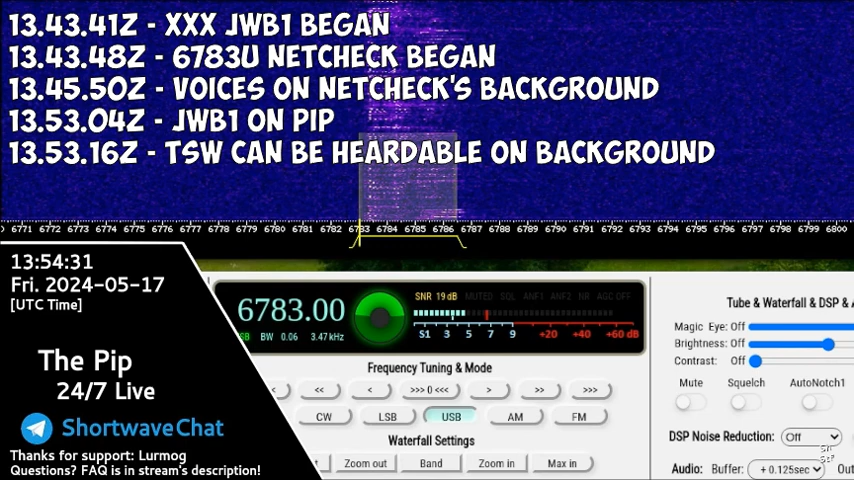 13.43.41Z - XXX JWB1 BEGAN
13.43.48Z - 6783U NETCHECK BEGAN
13.45.50Z - VOICES ON NETCHECK'S BACKGROUND
13.53.04Z - JWB1 ON PIP
13.53.16Z - TSW CAN BE HEARDABLE ON BACKGROUND
6771 6772 6773 6774 6775 6776 6777 6778 6779 6780 6781 6782 6783 6784 6785 6786 6787 6788 6789 6790 6791 6792 6793 6794 6795 6796 6797 6798 6799 6800
13:54:31
Fri. 2024-05-17
[UTC Time]
The Pip
24/7 Live
ShortwaveChat
Thanks for support: Lurmog
Questions? FAQ is in stream's description!
6783.00
SB BW 0.06 3.47 kHz
SNR 19 dB MUTED SQL ANF1 ANF2 NR AGC OFF
S1 3 5 7 9 +20 +40 +60 dB
Frequency Tuning & Mode
< << < >>> 0 <<< > >> >>>
CW LSB USB AM FM
Waterfall Settings
t Zoom out Band Zoom in Max in
Tube & Waterfall & DSP & A
Magic Eye: Off
Brightness: Off
Contrast: Off
Mute Squelch AutoNotch1
DSP Noise Reduction: Off
Audio: Buffer: + 0.125sec Out